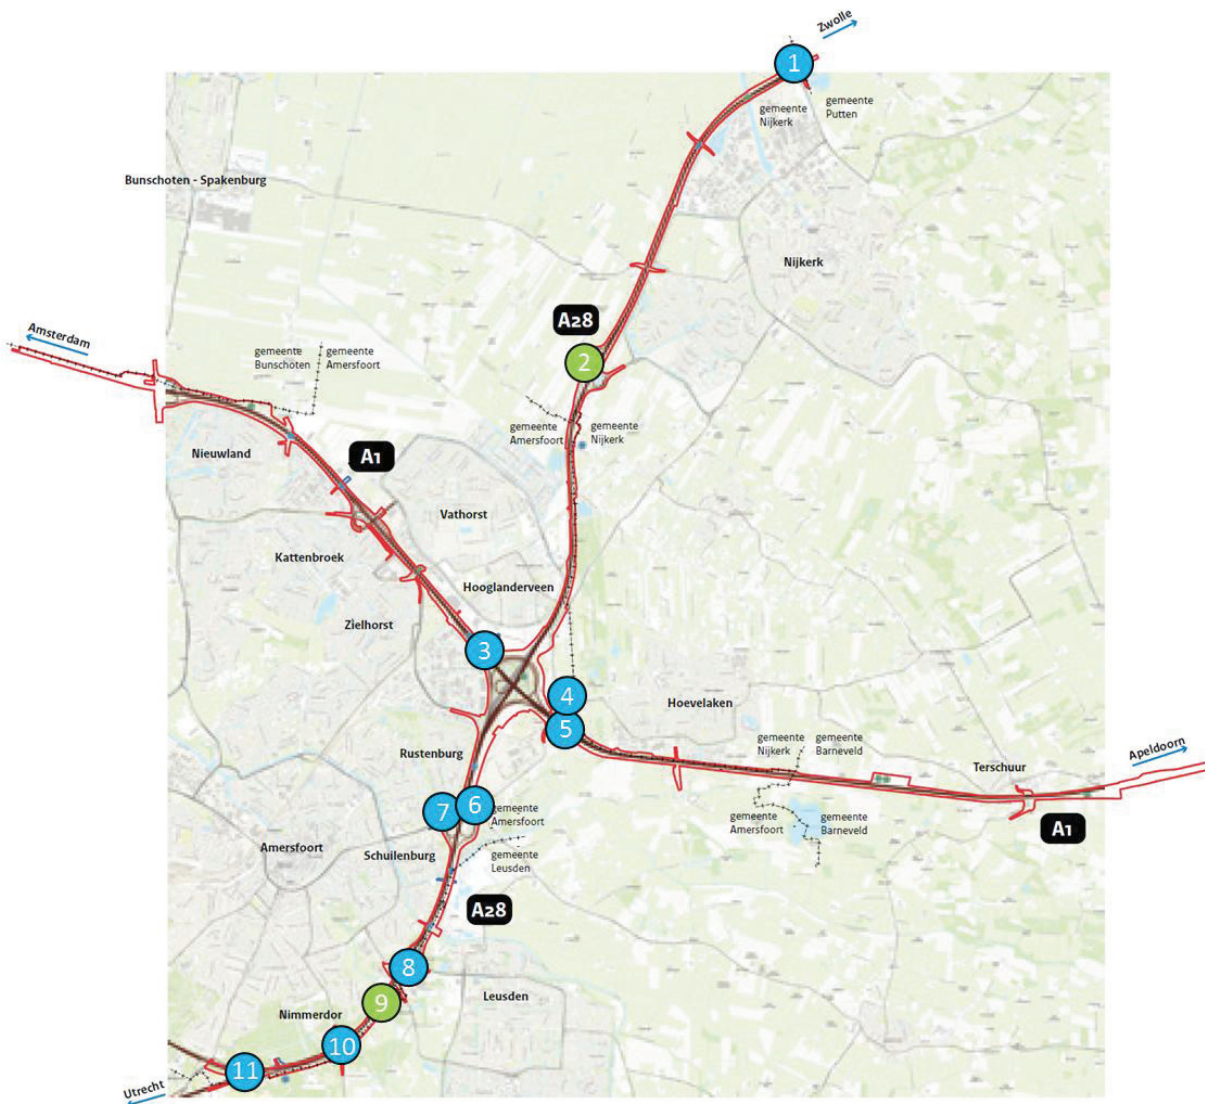 Zwolle
1
gemeente
Nijkerk
gemeente
Putten
Bunschoten - Spakenburg
Nijkerk
A28
Amsterdam
gemeente
Bunschoten
gemeente
Amersfoort
2
gemeente
Amersfoort
gemeente
Nijkerk
Nieuwland
A1
Vathorst
Kattenbroek
Hooglanderveen
Zielhorst
3
4
Hoevelaken
5
Rustenburg
gemeente
Nijkerk
gemeente
Barneveld
Terschuur
Apeldoorn
7
6
gemeente
Amersfoort
gemeente
Amersfoort
gemeente
Barneveld
A1
Amersfoort
Schuilenburg
gemeente
Leusden
A28
8
9
Leusden
Nimmerdor
10
11
Utrecht